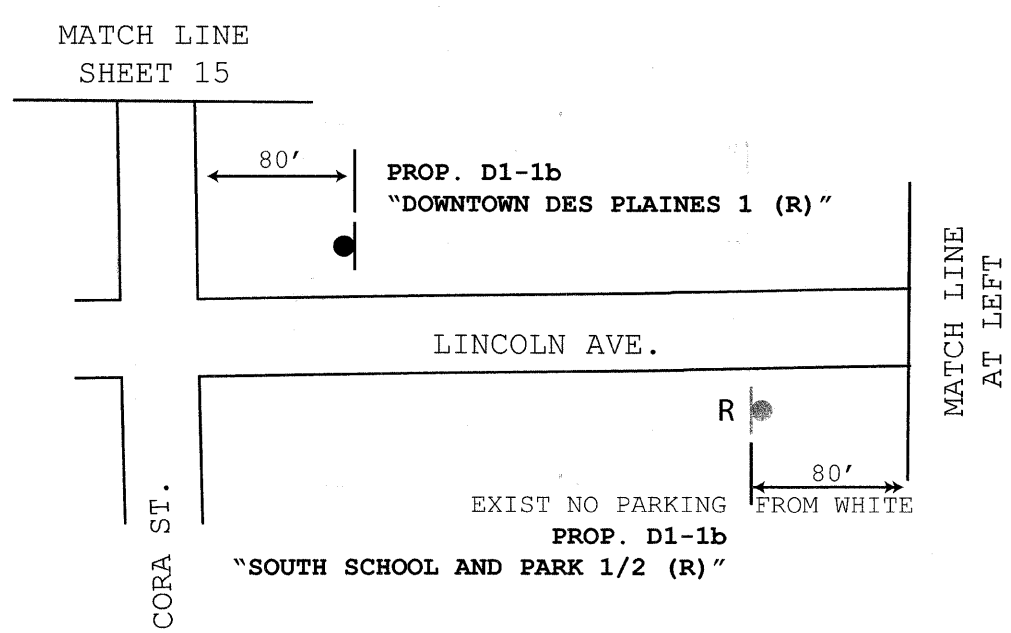 MATCH LINE
SHEET 15
80′
PROP. D1-1b
“DOWNTOWN DES PLAINES 1 (R)”
MATCH LINE
AT LEFT
LINCOLN AVE.
R
80′
EXIST NO PARKING FROM WHITE
PROP. D1-1b
“SOUTH SCHOOL AND PARK 1/2 (R)”
CORA ST.